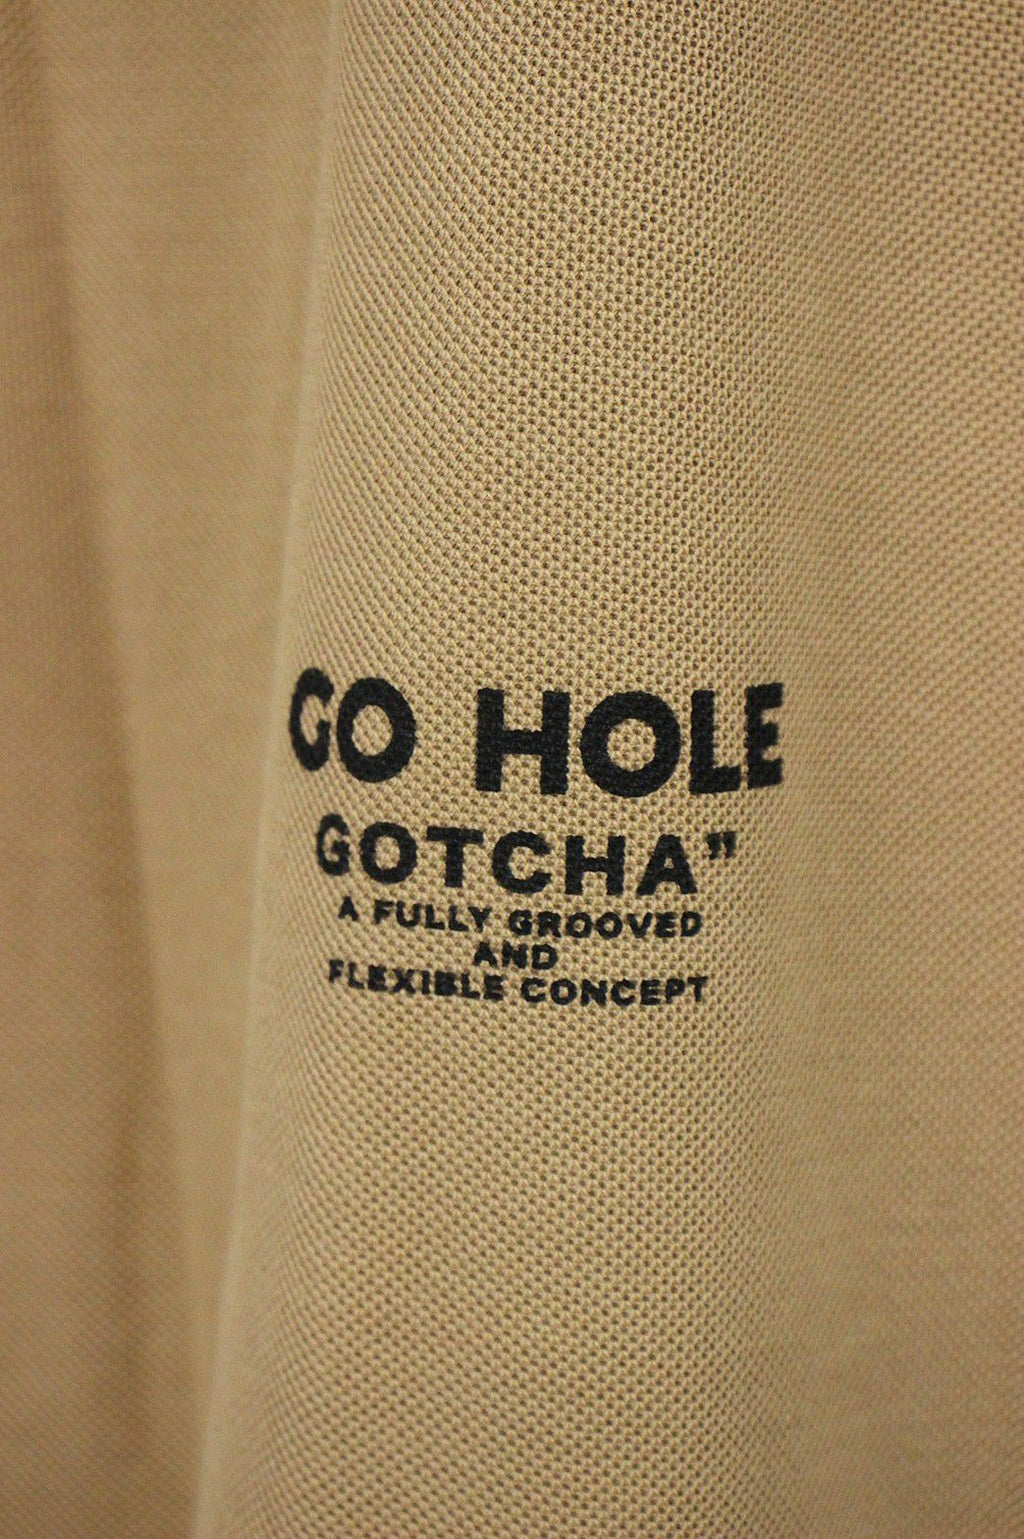 GO HOLE
GOTCHA"
A FULLY GROOVED
AND
FLEXIBLE CONCEPT